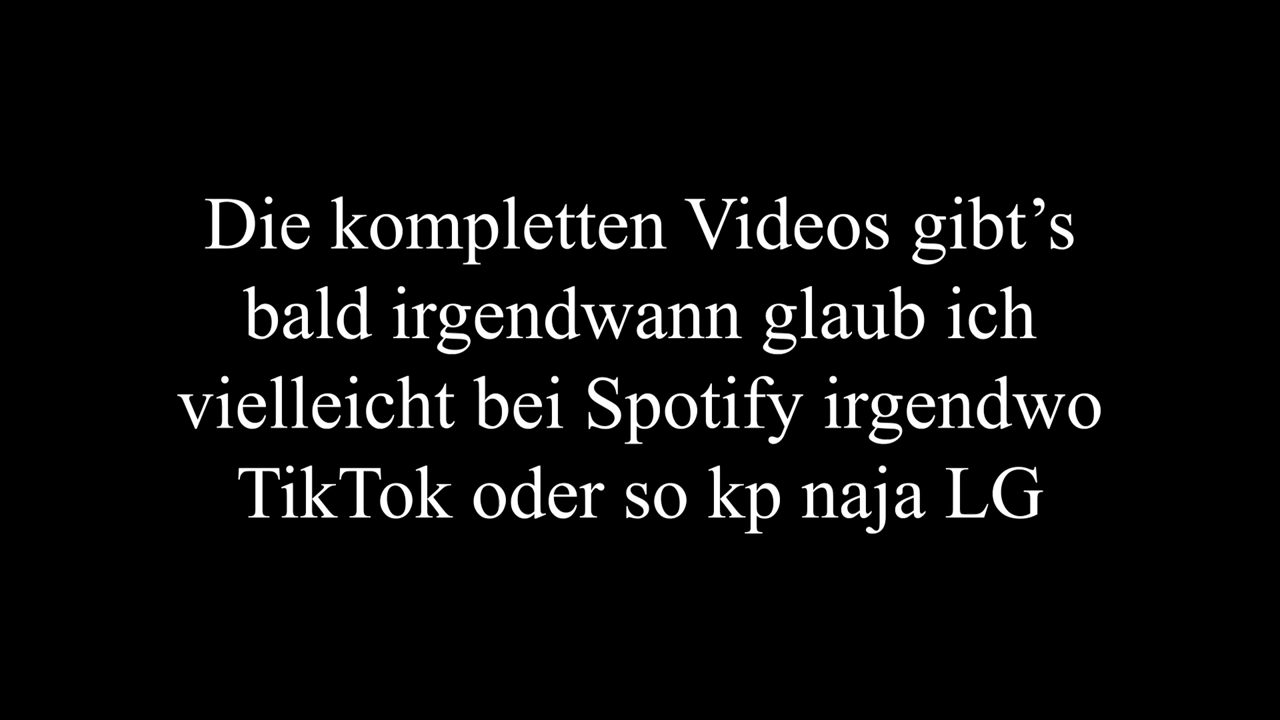 Die kompletten Videos gibt’s
bald irgendwann glaub ich
vielleicht bei Spotify irgendwo
TikTok oder so kp naja LG